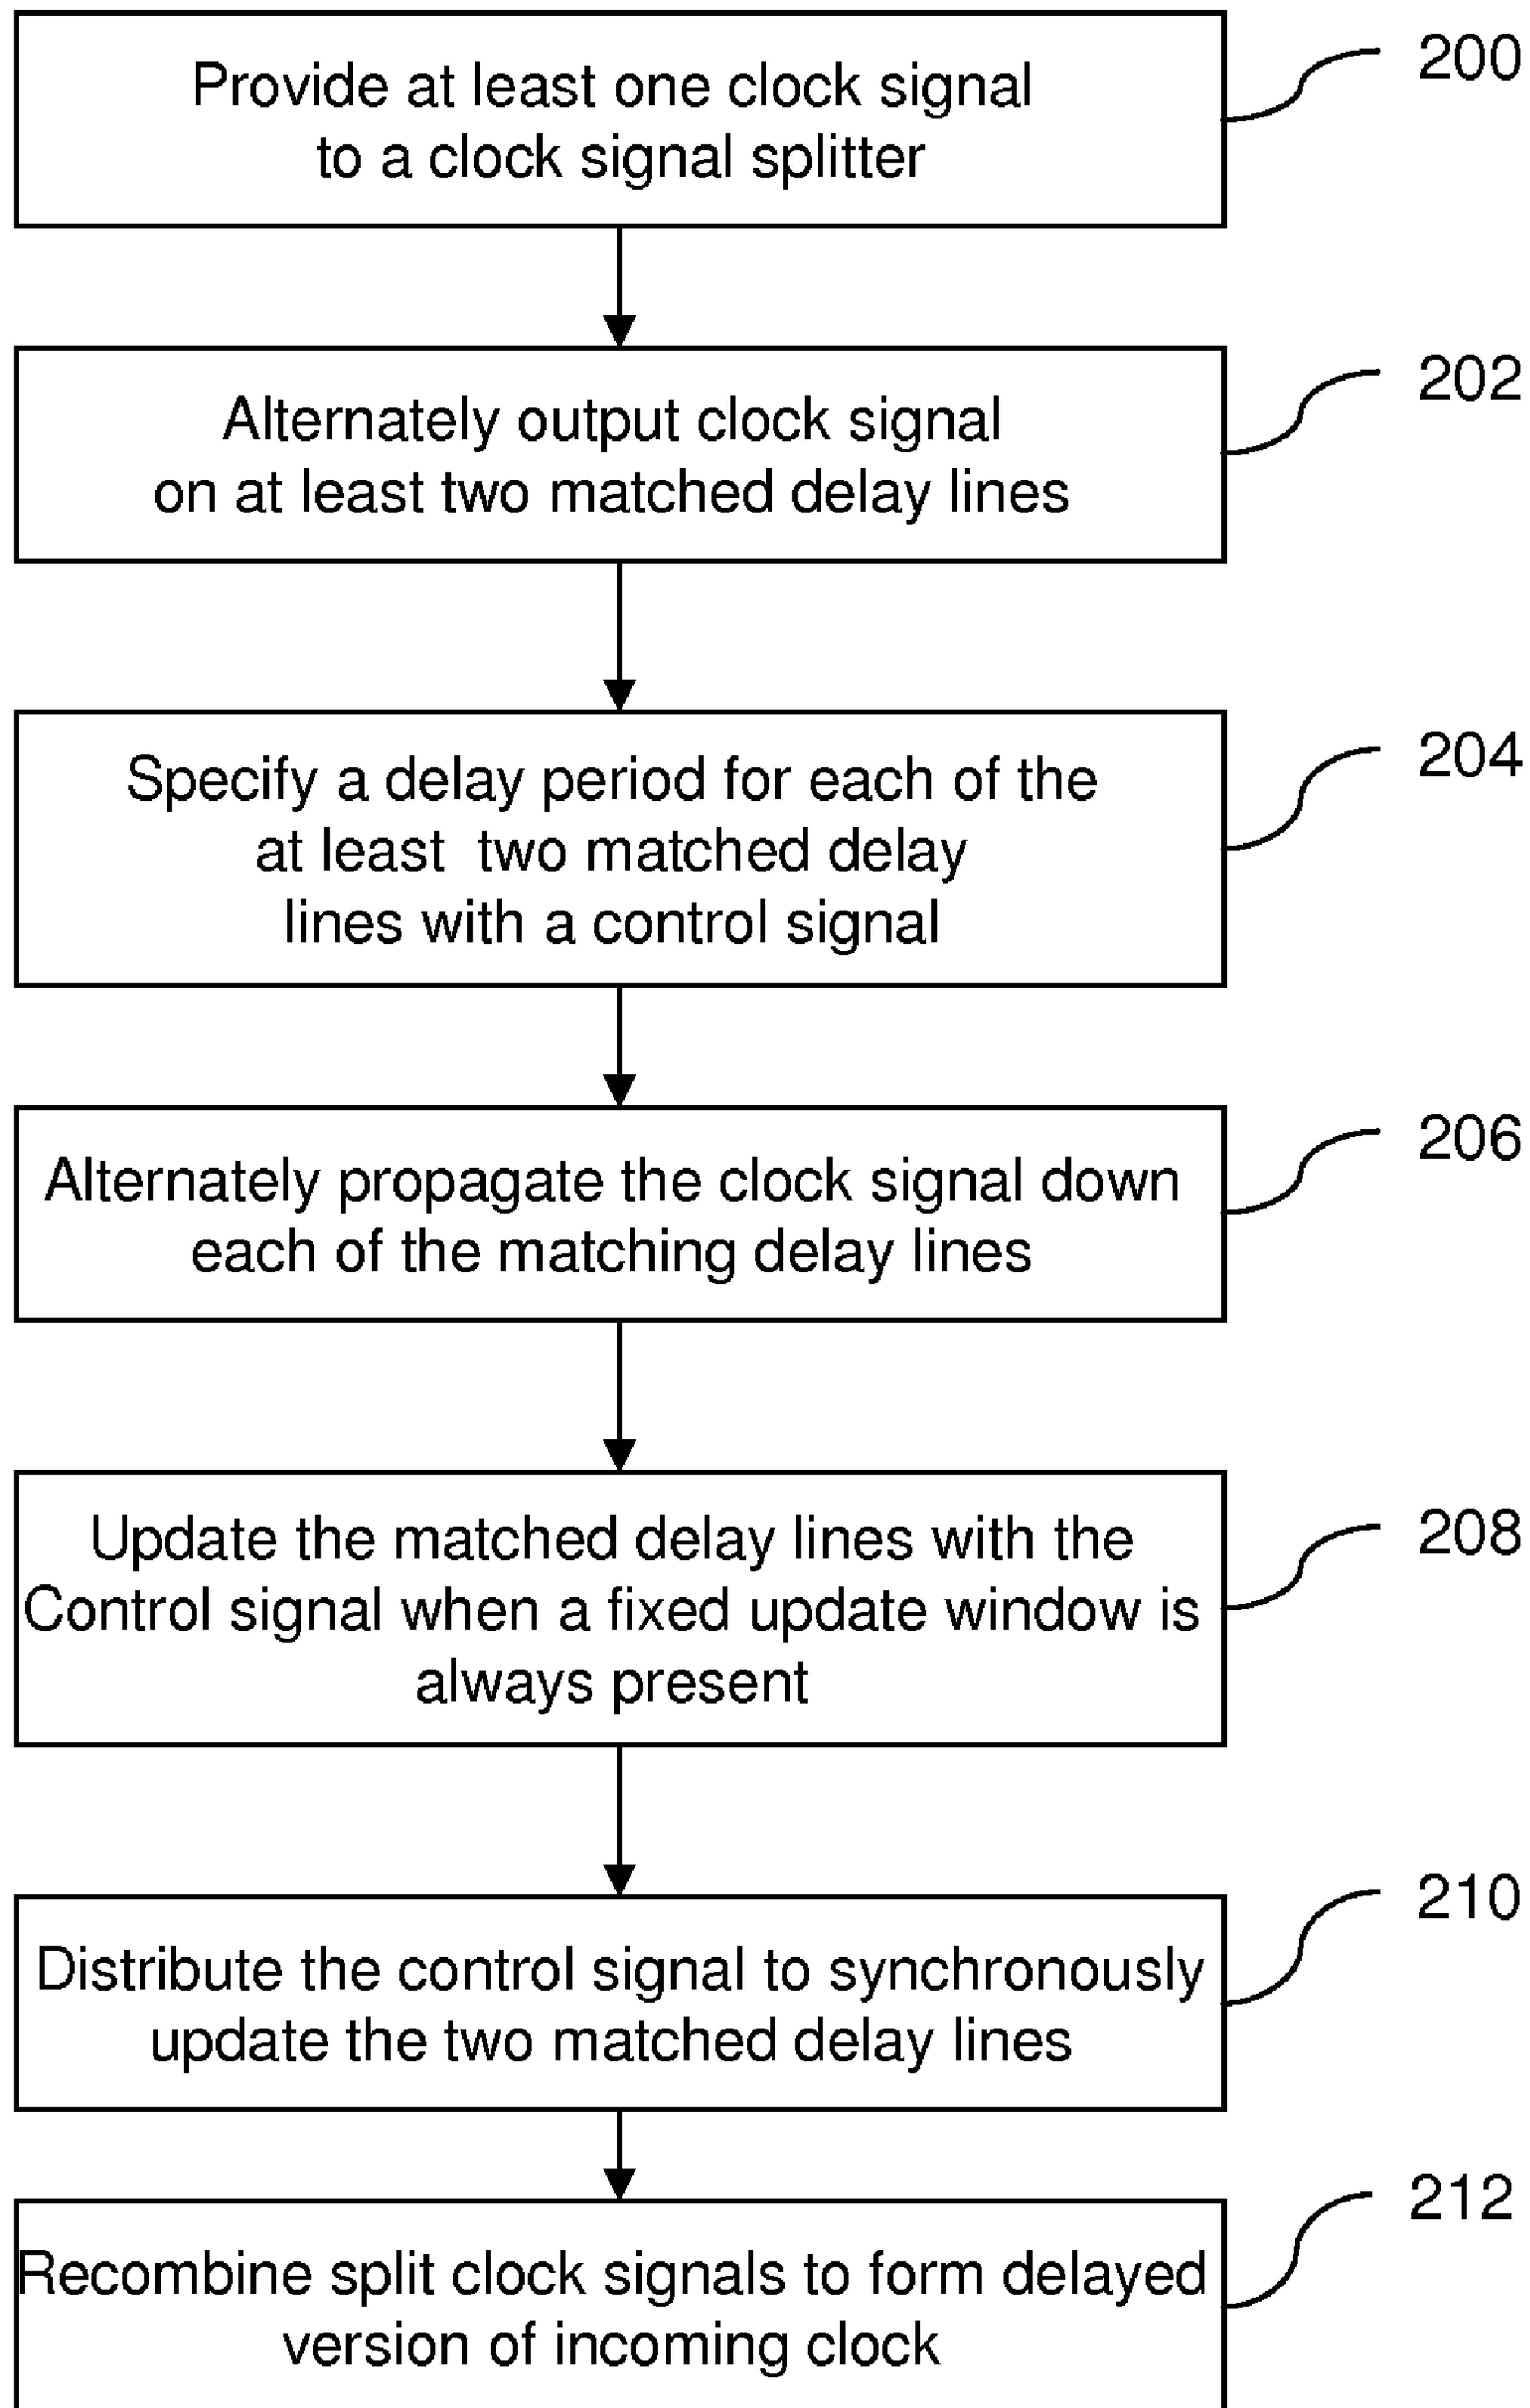 Provide at least one clock signal
to a clock signal splitter
200
Alternately output clock signal
on at least two matched delay lines
202
Specify a delay period for each of the
at least  two matched delay
lines with a control signal
204
Alternately propagate the clock signal down
each of the matching delay lines
206
Update the matched delay lines with the
Control signal when a fixed update window is
always present
208
Distribute the control signal to synchronously
update the two matched delay lines
210
Recombine split clock signals to form delayed
version of incoming clock
212